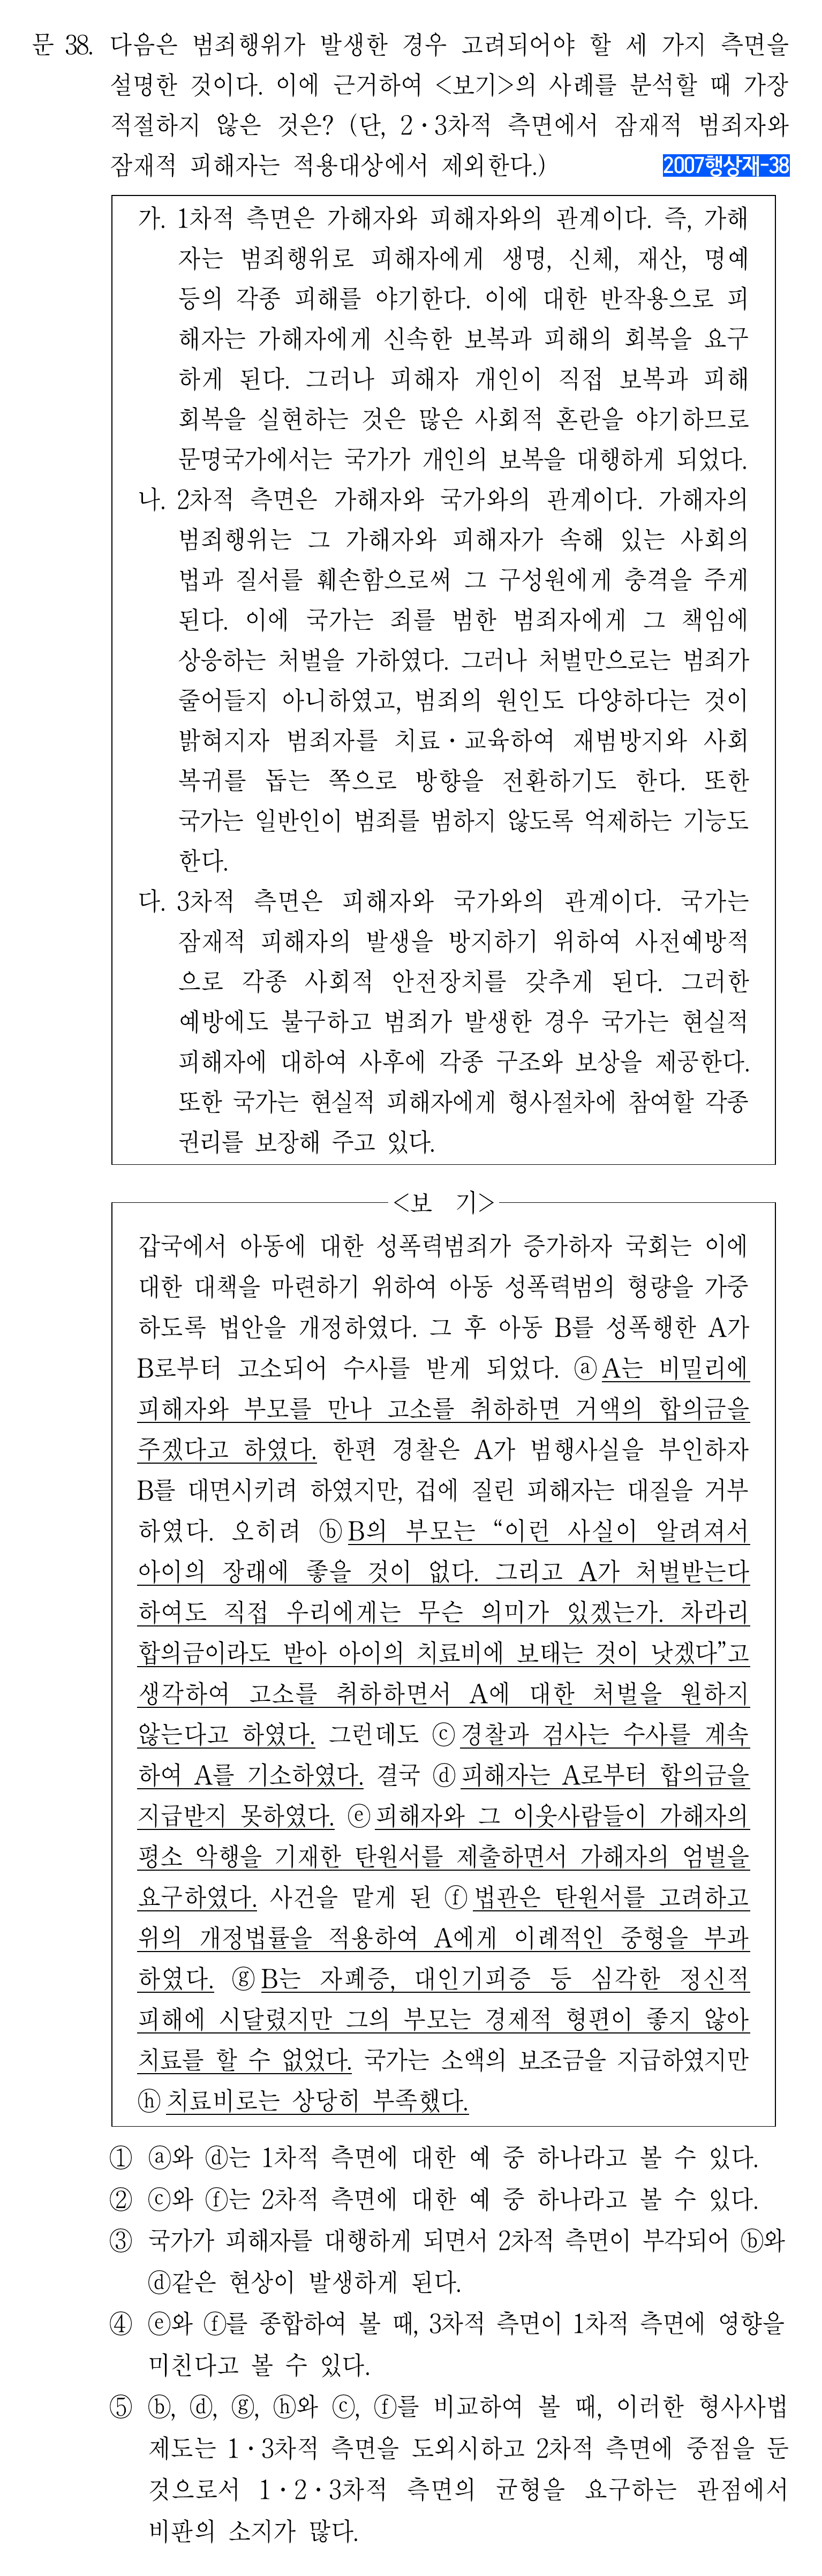 문 38. 다음은 범죄행위가 발생한 경우 고려되어야 할 세 가지 측면을
설명한 것이다. 이에 근거하여 <보기>의 사례를 분석할 때 가장
적절하지 않은 것은? (단, 2·3차적 측면에서 잠재적 범죄자와
잠재적 피해자는 적용대상에서 제외한다.) 2007행상재-38
가. 1차적 측면은 가해자와 피해자와의 관계이다. 즉, 가해
자는 범죄행위로 피해자에게 생명, 신체, 재산, 명예
등의 각종 피해를 야기한다. 이에 대한 반작용으로 피
해자는 가해자에게 신속한 보복과 피해의 회복을 요구
하게 된다. 그러나 피해자 개인이 직접 보복과 피해
회복을 실현하는 것은 많은 사회적 혼란을 야기하므로
문명국가에서는 국가가 개인의 보복을 대행하게 되었다.
나. 2차적 측면은 가해자와 국가와의 관계이다. 가해자의
범죄행위는 그 가해자와 피해자가 속해 있는 사회의
법과 질서를 훼손함으로써 그 구성원에게 충격을 주게
된다. 이에 국가는 죄를 범한 범죄자에게 그 책임에
상응하는 처벌을 가하였다. 그러나 처벌만으로는 범죄가
줄어들지 아니하였고, 범죄의 원인도 다양하다는 것이
밝혀지자 범죄자를 치료·교육하여 재범방지와 사회
복귀를 돕는 쪽으로 방향을 전환하기도 한다. 또한
국가는 일반인이 범죄를 범하지 않도록 억제하는 기능도
한다.
다. 3차적 측면은 피해자와 국가와의 관계이다. 국가는
잠재적 피해자의 발생을 방지하기 위하여 사전예방적
으로 각종 사회적 안전장치를 갖추게 된다. 그러한
예방에도 불구하고 범죄가 발생한 경우 국가는 현실적
피해자에 대하여 사후에 각종 구조와 보상을 제공한다.
또한 국가는 현실적 피해자에게 형사절차에 참여할 각종
권리를 보장해 주고 있다.
<보 기>
갑국에서 아동에 대한 성폭력범죄가 증가하자 국회는 이에
대한 대책을 마련하기 위하여 아동 성폭력범의 형량을 가중
하도록 법안을 개정하였다. 그 후 아동 B를 성폭행한 A가
B로부터 고소되어 수사를 받게 되었다. ⓐA는 비밀리에
피해자와 부모를 만나 고소를 취하하면 거액의 합의금을
주겠다고 하였다. 한편 경찰은 A가 범행사실을 부인하자
B를 대면시키려 하였지만, 겁에 질린 피해자는 대질을 거부
하였다. 오히려 ⓑB의 부모는 “이런 사실이 알려져서
아이의 장래에 좋을 것이 없다. 그리고 A가 처벌받는다
하여도 직접 우리에게는 무슨 의미가 있겠는가. 차라리
합의금이라도 받아 아이의 치료비에 보태는 것이 낫겠다”고
생각하여 고소를 취하하면서 A에 대한 처벌을 원하지
않는다고 하였다. 그런데도 ⓒ경찰과 검사는 수사를 계속
하여 A를 기소하였다. 결국 ⓓ피해자는 A로부터 합의금을
지급받지 못하였다. ⓔ피해자와 그 이웃사람들이 가해자의
평소 악행을 기재한 탄원서를 제출하면서 가해자의 엄벌을
요구하였다. 사건을 맡게 된 ⓕ법관은 탄원서를 고려하고
위의 개정법률을 적용하여 A에게 이례적인 중형을 부과
하였다. ⓖB는 자폐증, 대인기피증 등 심각한 정신적
피해에 시달렸지만 그의 부모는 경제적 형편이 좋지 않아
치료를 할 수 없었다. 국가는 소액의 보조금을 지급하였지만
ⓗ치료비로는 상당히 부족했다.
① ⓐ와 ⓓ는 1차적 측면에 대한 예 중 하나라고 볼 수 있다.
② ⓒ와 ⓕ는 2차적 측면에 대한 예 중 하나라고 볼 수 있다.
③ 국가가 피해자를 대행하게 되면서 2차적 측면이 부각되어 ⓑ와
ⓓ같은 현상이 발생하게 된다.
④ ⓔ와 ⓕ를 종합하여 볼 때, 3차적 측면이 1차적 측면에 영향을
미친다고 볼 수 있다.
⑤ ⓑ, ⓓ, ⓖ, ⓗ와 ⓒ, ⓕ를 비교하여 볼 때, 이러한 형사사법
제도는 1·3차적 측면을 도외시하고 2차적 측면에 중점을 둔
것으로서 1·2·3차적 측면의 균형을 요구하는 관점에서
비판의 소지가 많다.